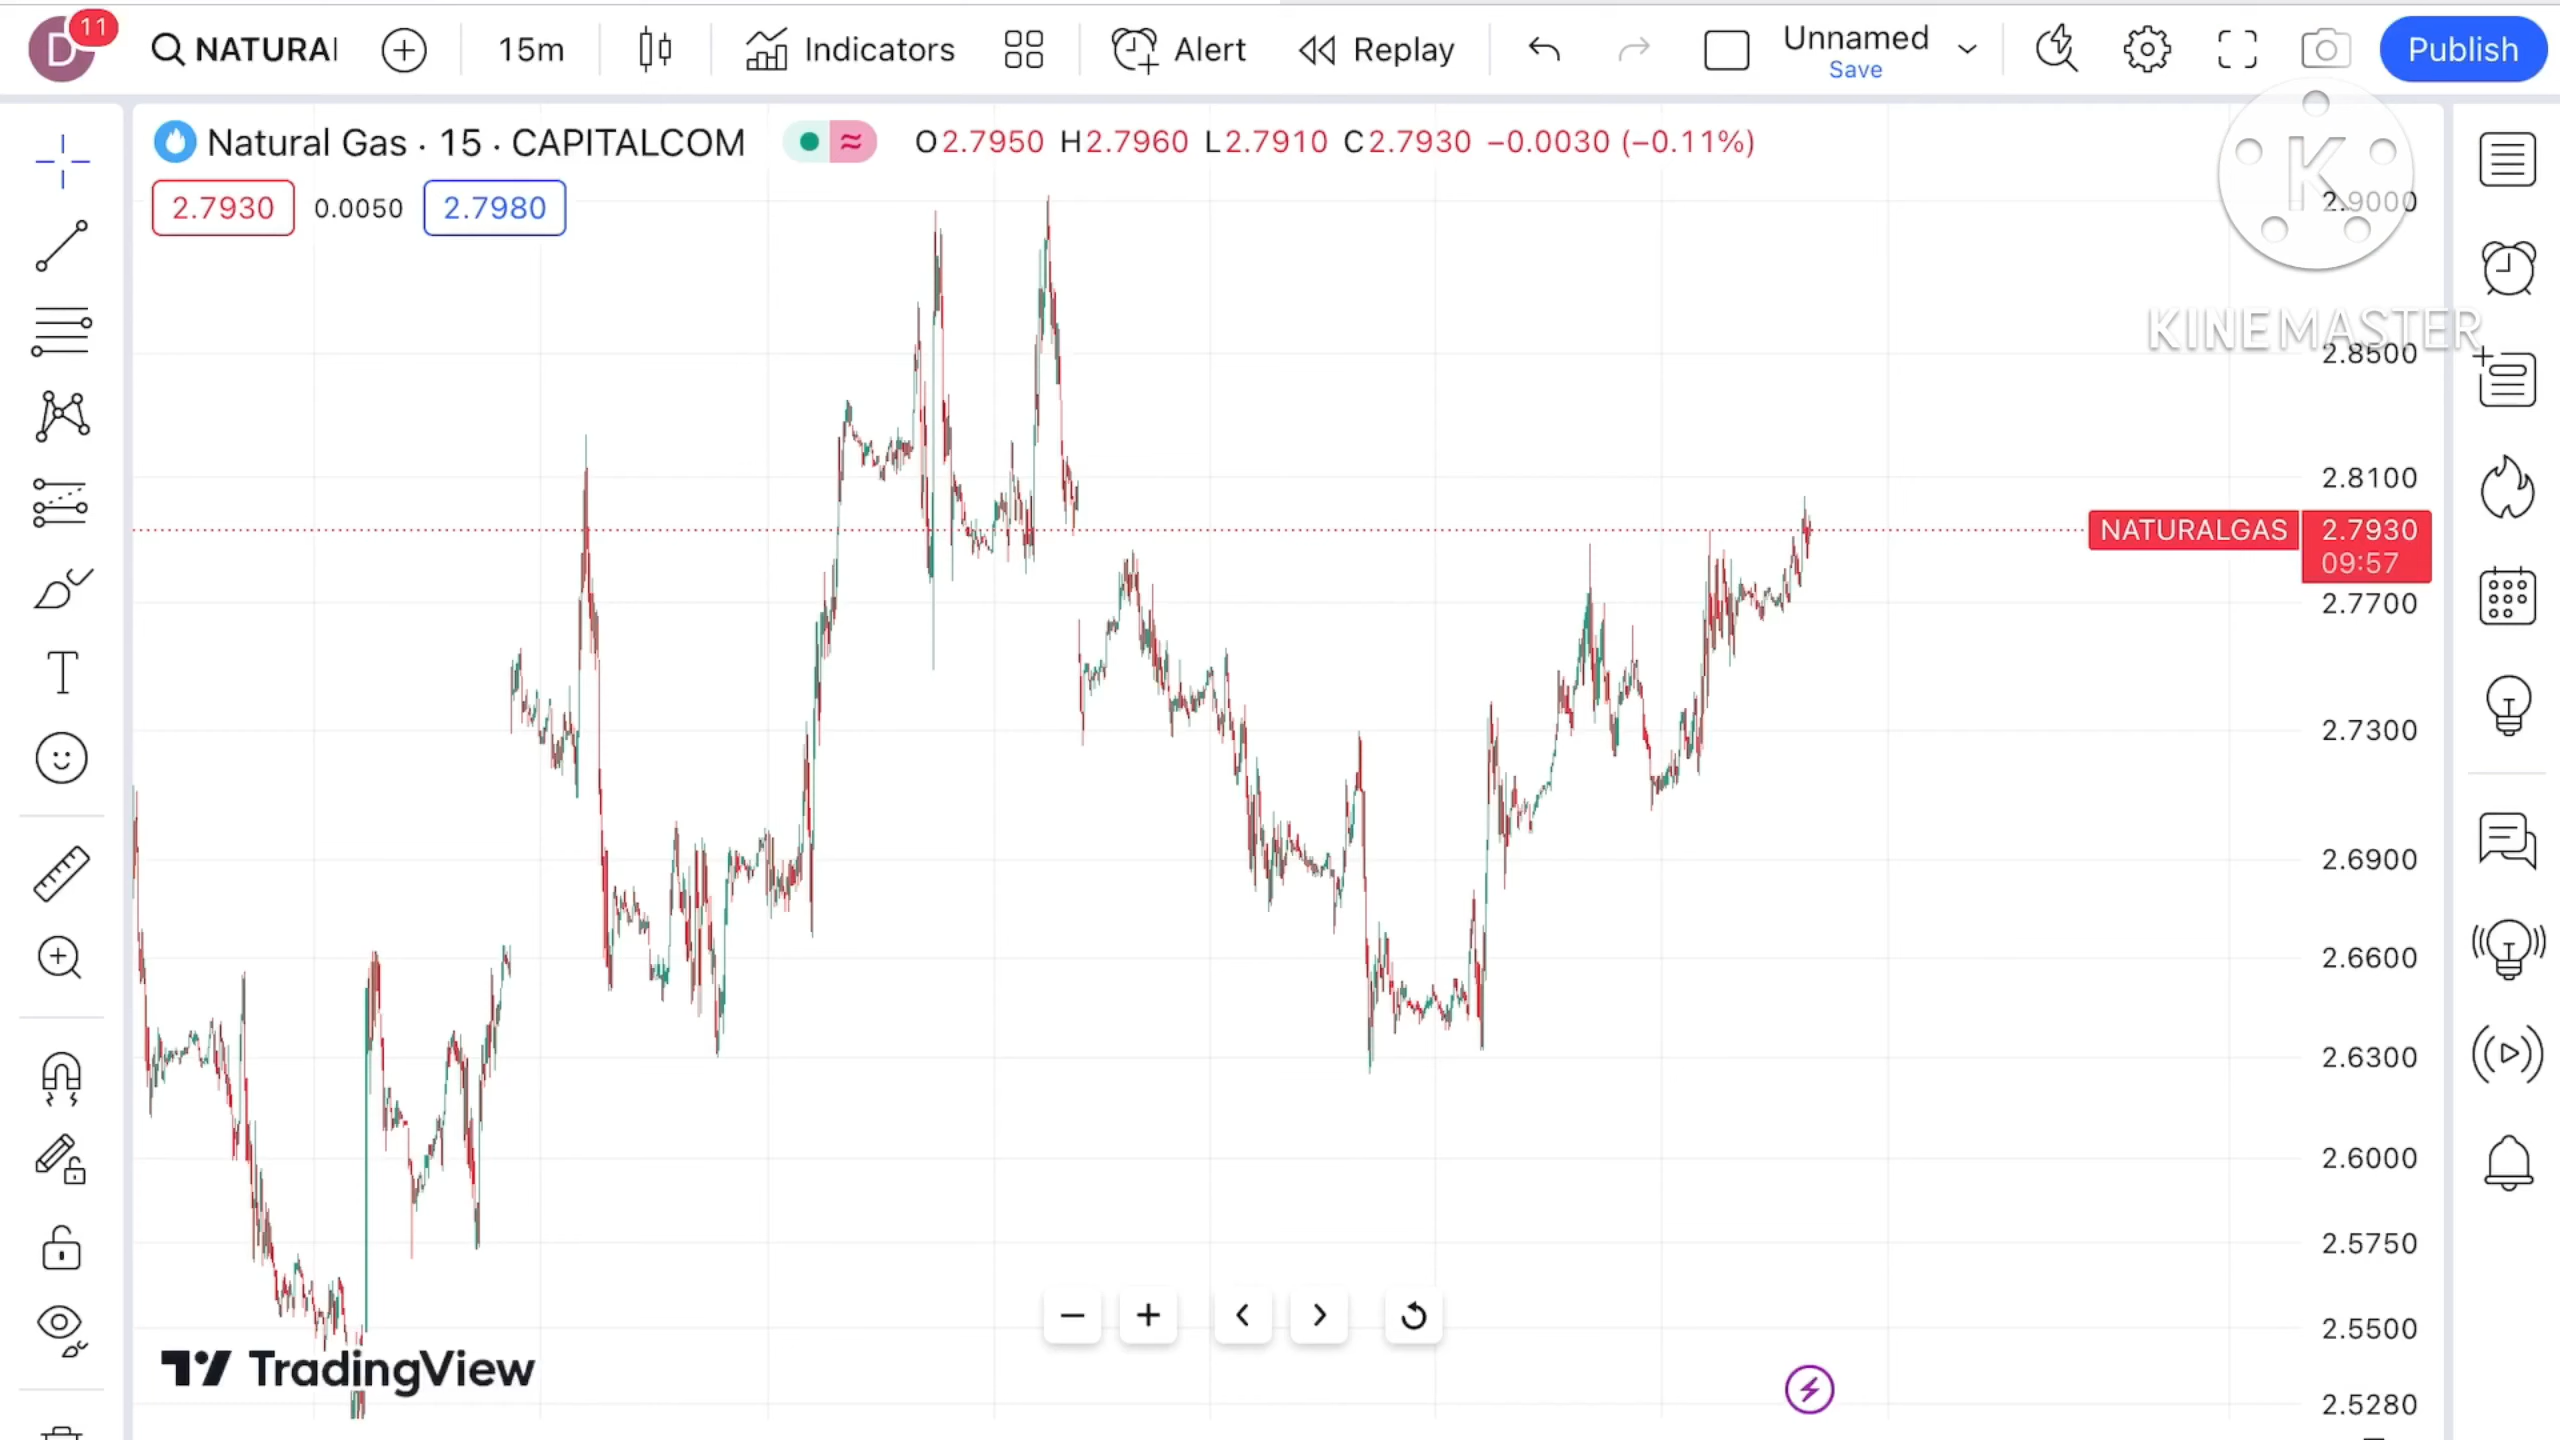 D 11 NATURAL 15m Indicators Alert Replay Unnamed Save Publish
Natural Gas · 15 · CAPITALCOM O2.7950 H2.7960 L2.7910 C2.7930 −0.0030 (−0.11%)
2.7930 0.0050 2.7980
K
2.9000
KINEMASTER
2.8500
2.8100
NATURALGAS 2.7930
09:57
2.7700
2.7300
2.6900
2.6600
2.6300
2.6000
2.5750
2.5500
TradingView
2.5280